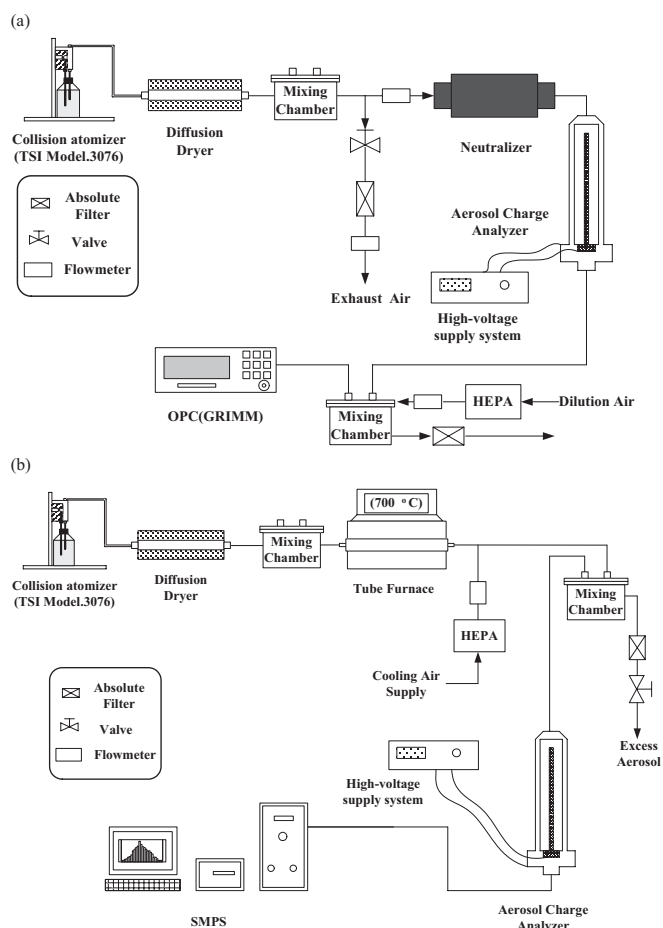 (a)
Collision atomizer
(TSI Model.3076)
Diffusion
Dryer
Mixing
Chamber
Neutralizer
Absolute
Filter
Valve
Flowmeter
Exhaust Air
Aerosol Charge
Analyzer
High-voltage
supply system
OPC(GRIMM)
Mixing
Chamber
HEPA
Dilution Air
(b)
Collision atomizer
(TSI Model.3076)
Diffusion
Dryer
Mixing
Chamber
(700 °C)
Tube Furnace
HEPA
Cooling Air
Supply
Mixing
Chamber
Excess
Aerosol
Absolute
Filter
Valve
Flowmeter
High-voltage
supply system
SMPS
Aerosol Charge
Analyzer